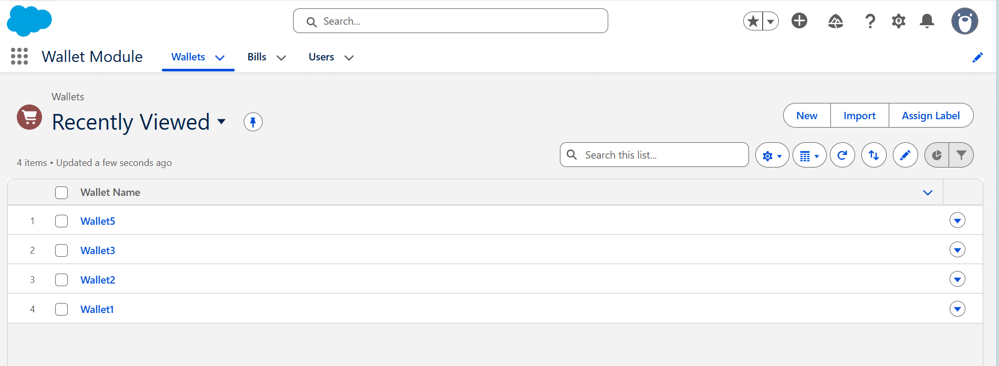 Search...
Wallet Module
Wallets
Bills
Users
Wallets
Recently Viewed
New
Import
Assign Label
4 items • Updated a few seconds ago
Search this list...
Wallet Name
1 Wallet5
2 Wallet3
3 Wallet2
4 Wallet1